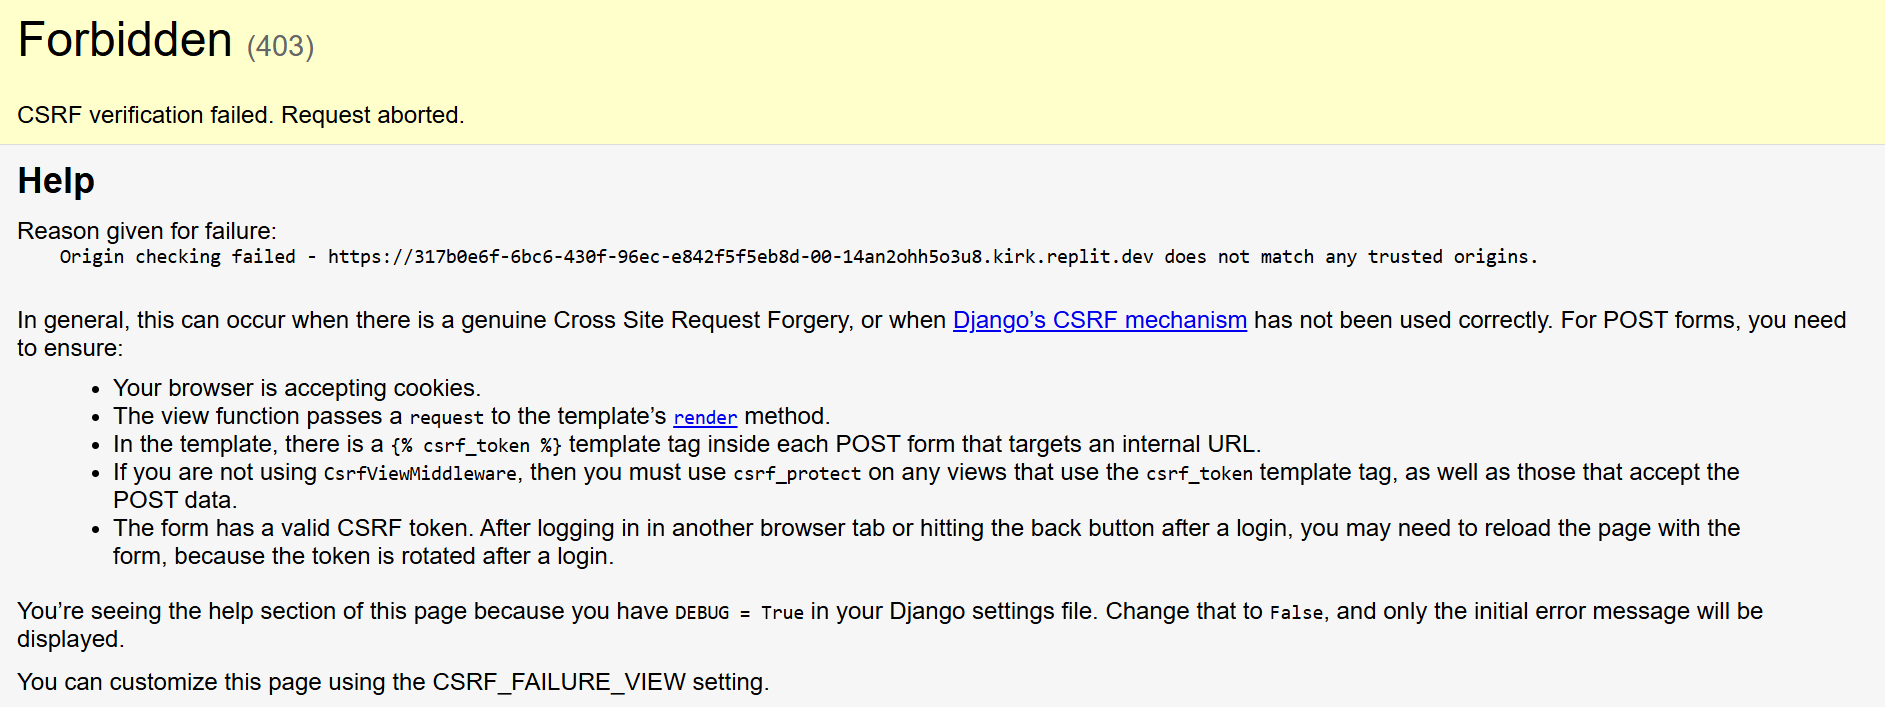 Forbidden (403)
CSRF verification failed. Request aborted.
Help
Reason given for failure:
Origin checking failed - https://317b0e6f-6bc6-430f-96ec-e842f5f5eb8d-00-14an2ohh5o3u8.kirk.replit.dev does not match any trusted origins.
In general, this can occur when there is a genuine Cross Site Request Forgery, or when Django’s CSRF mechanism has not been used correctly. For POST forms, you need
to ensure:
• Your browser is accepting cookies.
• The view function passes a request to the template’s render method.
• In the template, there is a {% csrf_token %} template tag inside each POST form that targets an internal URL.
• If you are not using CsrfViewMiddleware, then you must use csrf_protect on any views that use the csrf_token template tag, as well as those that accept the
POST data.
• The form has a valid CSRF token. After logging in in another browser tab or hitting the back button after a login, you may need to reload the page with the
form, because the token is rotated after a login.
You’re seeing the help section of this page because you have DEBUG = True in your Django settings file. Change that to False, and only the initial error message will be
displayed.
You can customize this page using the CSRF_FAILURE_VIEW setting.